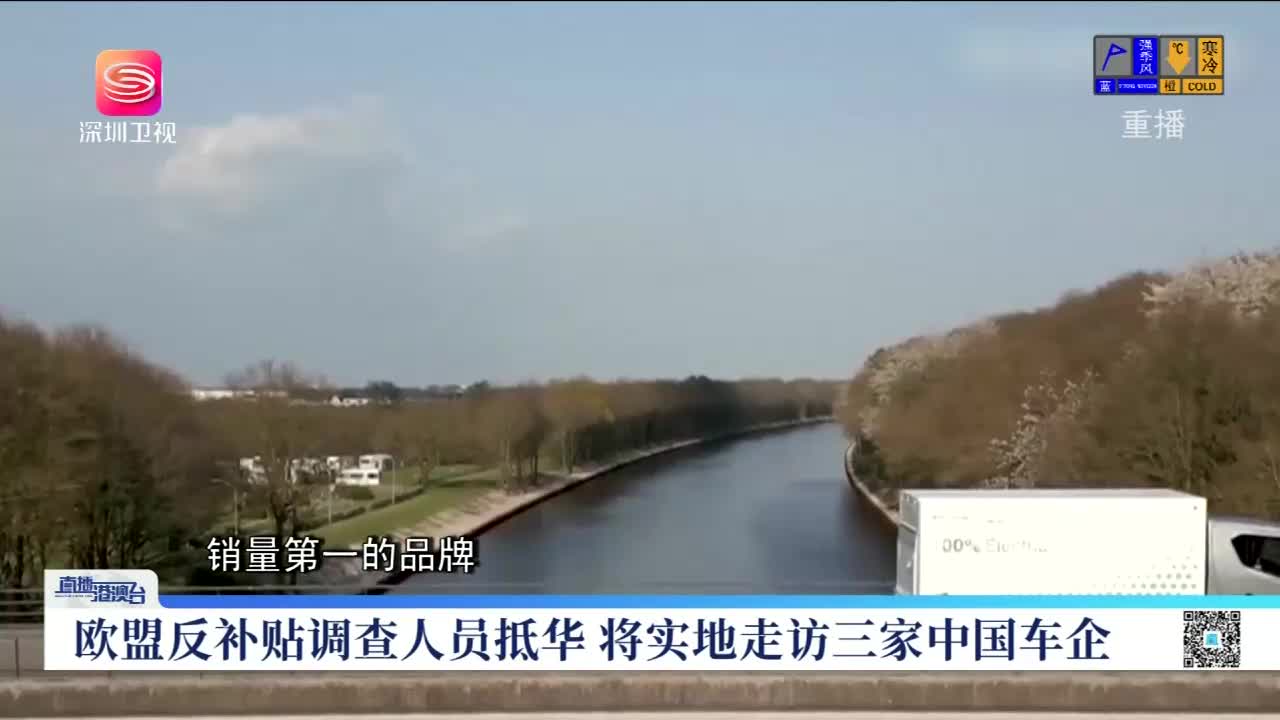 深圳卫视
强季风
℃
寒冷
蓝
橙
COLD
重播
00% Elect
销量第一的品牌
直播港澳台
欧盟反补贴调查人员抵华 将实地走访三家中国车企